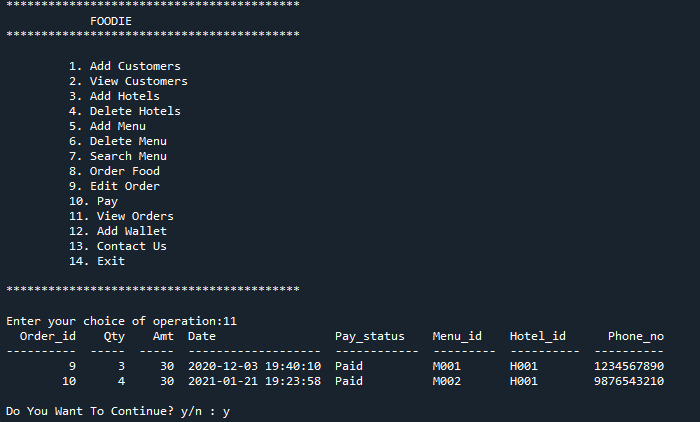 ******************************************
FOODIE
******************************************
1. Add Customers
2. View Customers
3. Add Hotels
4. Delete Hotels
5. Add Menu
6. Delete Menu
7. Search Menu
8. Order Food
9. Edit Order
10. Pay
11. View Orders
12. Add Wallet
13. Contact Us
14. Exit
******************************************
Enter your choice of operation:11
Order_id Qty Amt Date Pay_status Menu_id Hotel_id Phone_no
---------- ----- ----- ------------------- ------------ --------- ---------- ----------
9 3 30 2020-12-03 19:40:10 Paid M001 H001 1234567890
10 4 30 2021-01-21 19:23:58 Paid M002 H001 9876543210
Do You Want To Continue? y/n : y